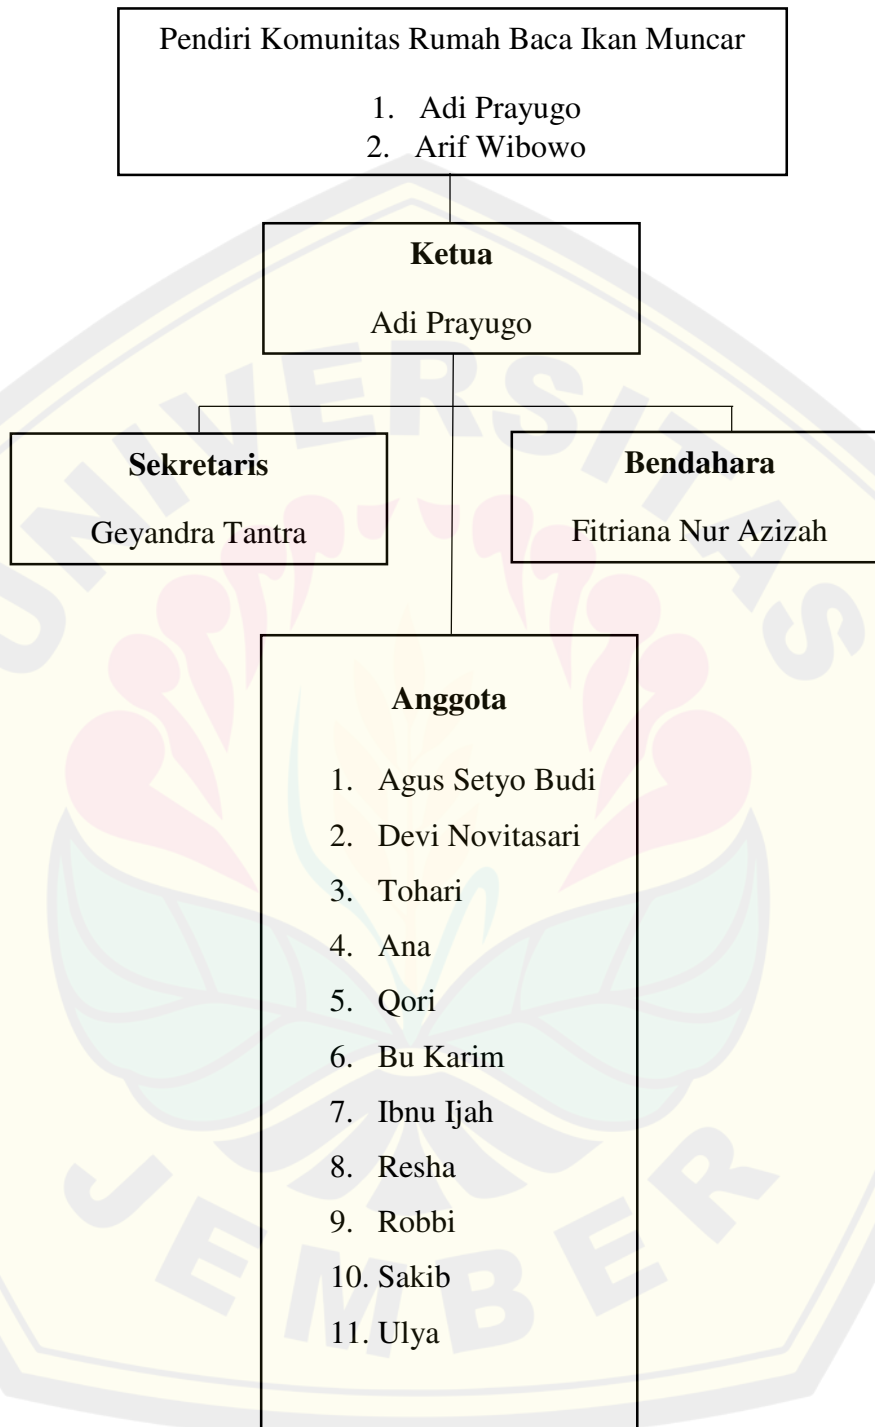 Pendiri Komunitas Rumah Baca Ikan Muncar
1. Adi Prayugo
2. Arif Wibowo
Ketua
Adi Prayugo
Sekretaris
Geyandra Tantra
Bendahara
Fitriana Nur Azizah
Anggota
1. Agus Setyo Budi
2. Devi Novitasari
3. Tohari
4. Ana
5. Qori
6. Bu Karim
7. Ibnu Ijah
8. Resha
9. Robbi
10. Sakib
11. Ulya
UNIVERSITAS
JEMBER